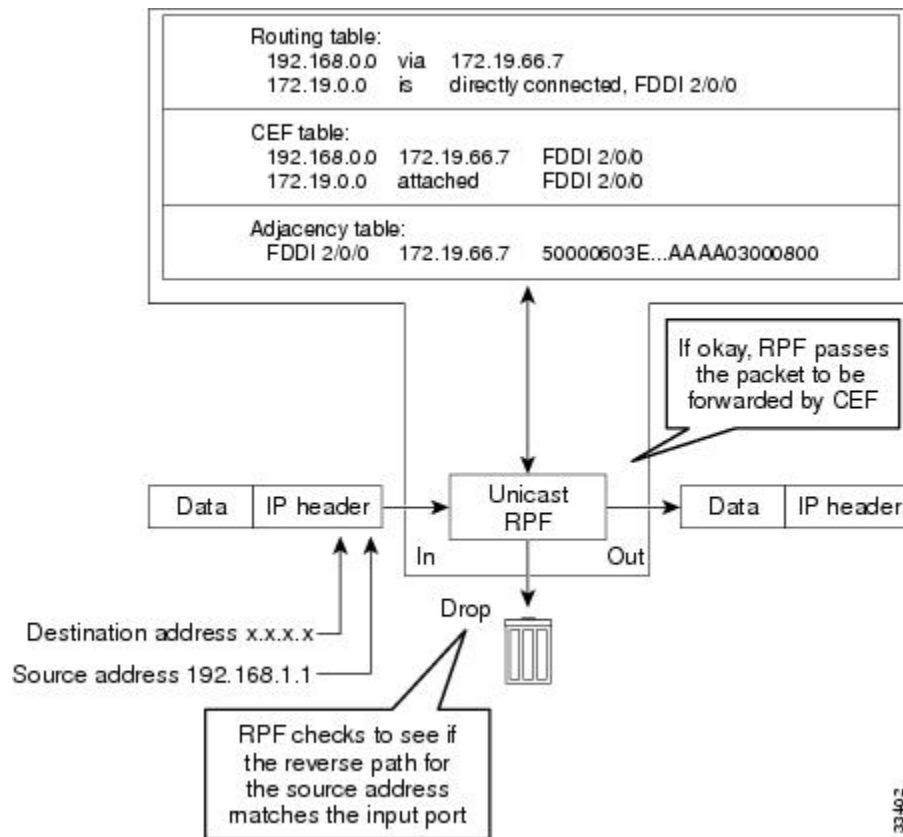 Routing table:
192.168.0.0 via 172.19.66.7
172.19.0.0 is directly connected, FDDI 2/0/0
CEF table:
192.168.0.0 172.19.66.7 FDDI 2/0/0
172.19.0.0 attached FDDI 2/0/0
Adjacency table:
FDDI 2/0/0 172.19.66.7 50000603E...AAAA03000800
If okay, RPF passes
the packet to be
forwarded by CEF
Data IP header
Unicast
RPF
Data IP header
In
Out
Drop
Destination address x.x.x.x
Source address 192.168.1.1
RPF checks to see if
the reverse path for
the source address
matches the input port
33402